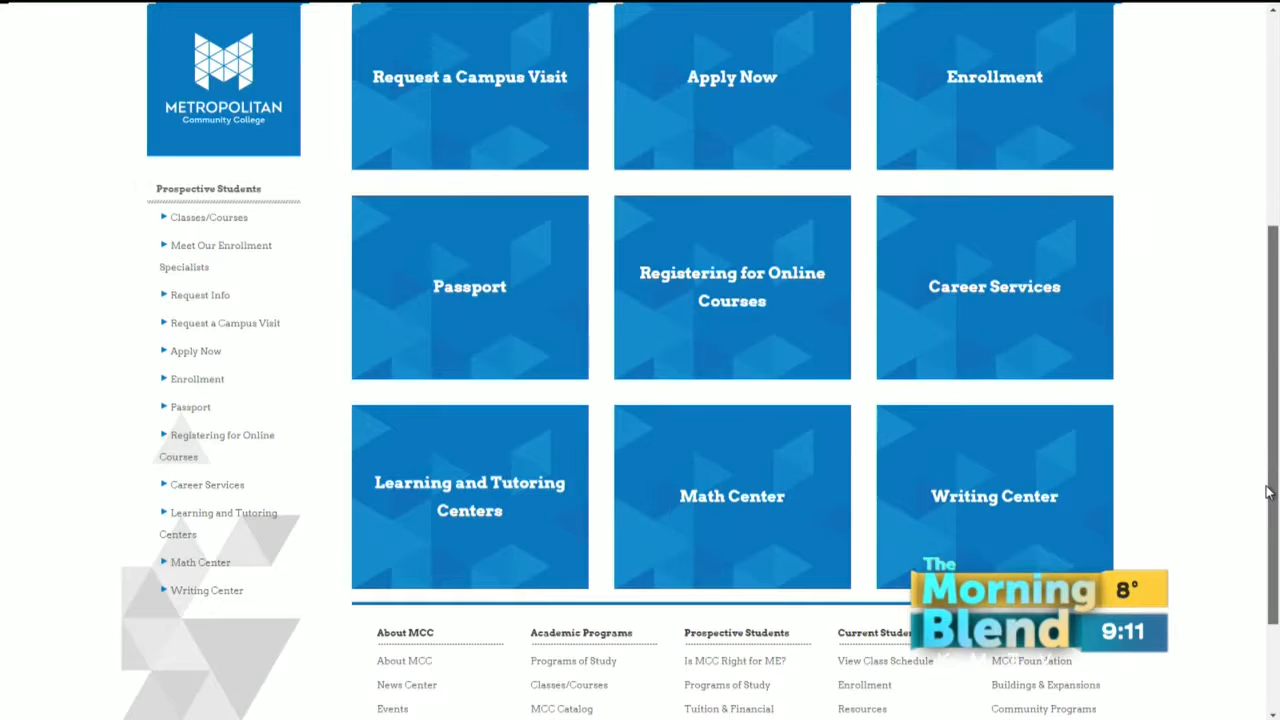 METROPOLITAN
Community College
Prospective Students
Classes/Courses
Meet Our Enrollment
Specialists
Request Info
Request a Campus Visit
Apply Now
Enrollment
Passport
Registering for Online
Courses
Career Services
Learning and Tutoring
Centers
Math Center
Writing Center
Request a Campus Visit
Apply Now
Enrollment
Passport
Registering for Online
Courses
Career Services
Learning and Tutoring
Centers
Math Center
Writing Center
About MCC
About MCC
News Center
Events
Academic Programs
Programs of Study
Classes/Courses
MCC Catalog
Prospective Students
Is MCC Right for ME?
Programs of Study
Tuition & Financial
Current
View Class Schedule
Enrollment
Resources
MCC
Buildings & Expansions
Community Programs
The
Morning
Blend
8°
9:11